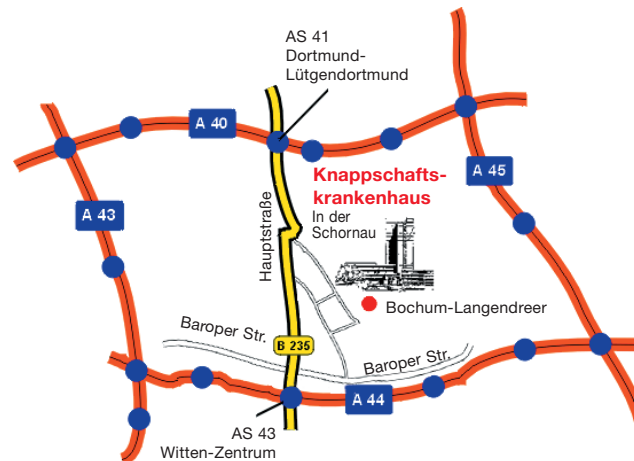 AS 41
Dortmund-
Lütgendortmund
A 40
Knappschafts-
krankenhaus
In der
Schornau
A 45
A 43
Hauptstraße
Bochum-Langendreer
Baroper Str.
B 235
Baroper Str.
A 44
AS 43
Witten-Zentrum